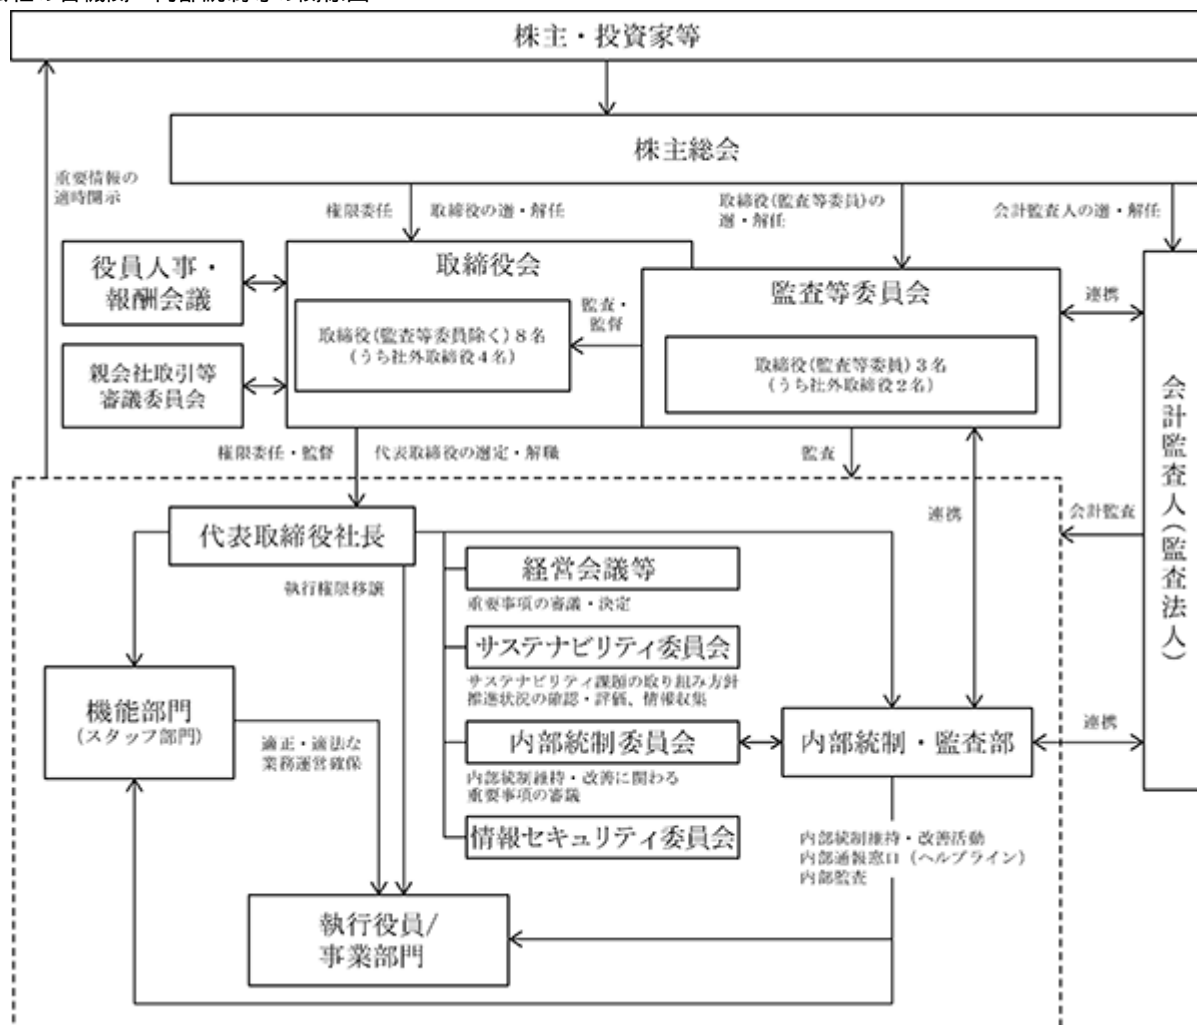 株主・投資家等
株主総会
重要情報の
適時開示
権限委任
取締役の選・解任
取締役(監査等委員)の
選・解任
会計監査人の選・解任
役員人事・
報酬会議
取締役会
取締役(監査等委員除く)8名
(うち社外取締役4名)
監査・
監督
監査等委員会
取締役(監査等委員)3名
(うち社外取締役2名)
連携
会計監査人(監査法人)
親会社取引等
審議委員会
権限委任・監督
代表取締役の選定・解職
監査
連携
会計監査
代表取締役社長
執行権限移譲
経営会議等
重要事項の審議・決定
サステナビリティ委員会
サステナビリティ課題の取り組み方針
推進状況の確認・評価、情報収集
機能部門
(スタッフ部門)
適正・適法な
業務運営確保
内部統制委員会
内部統制維持・改善に関わる
重要事項の審議
内部統制・監査部
連携
情報セキュリティ委員会
内部統制維持・改善活動
内部通報窓口(ヘルプライン)
内部監査
執行役員/
事業部門